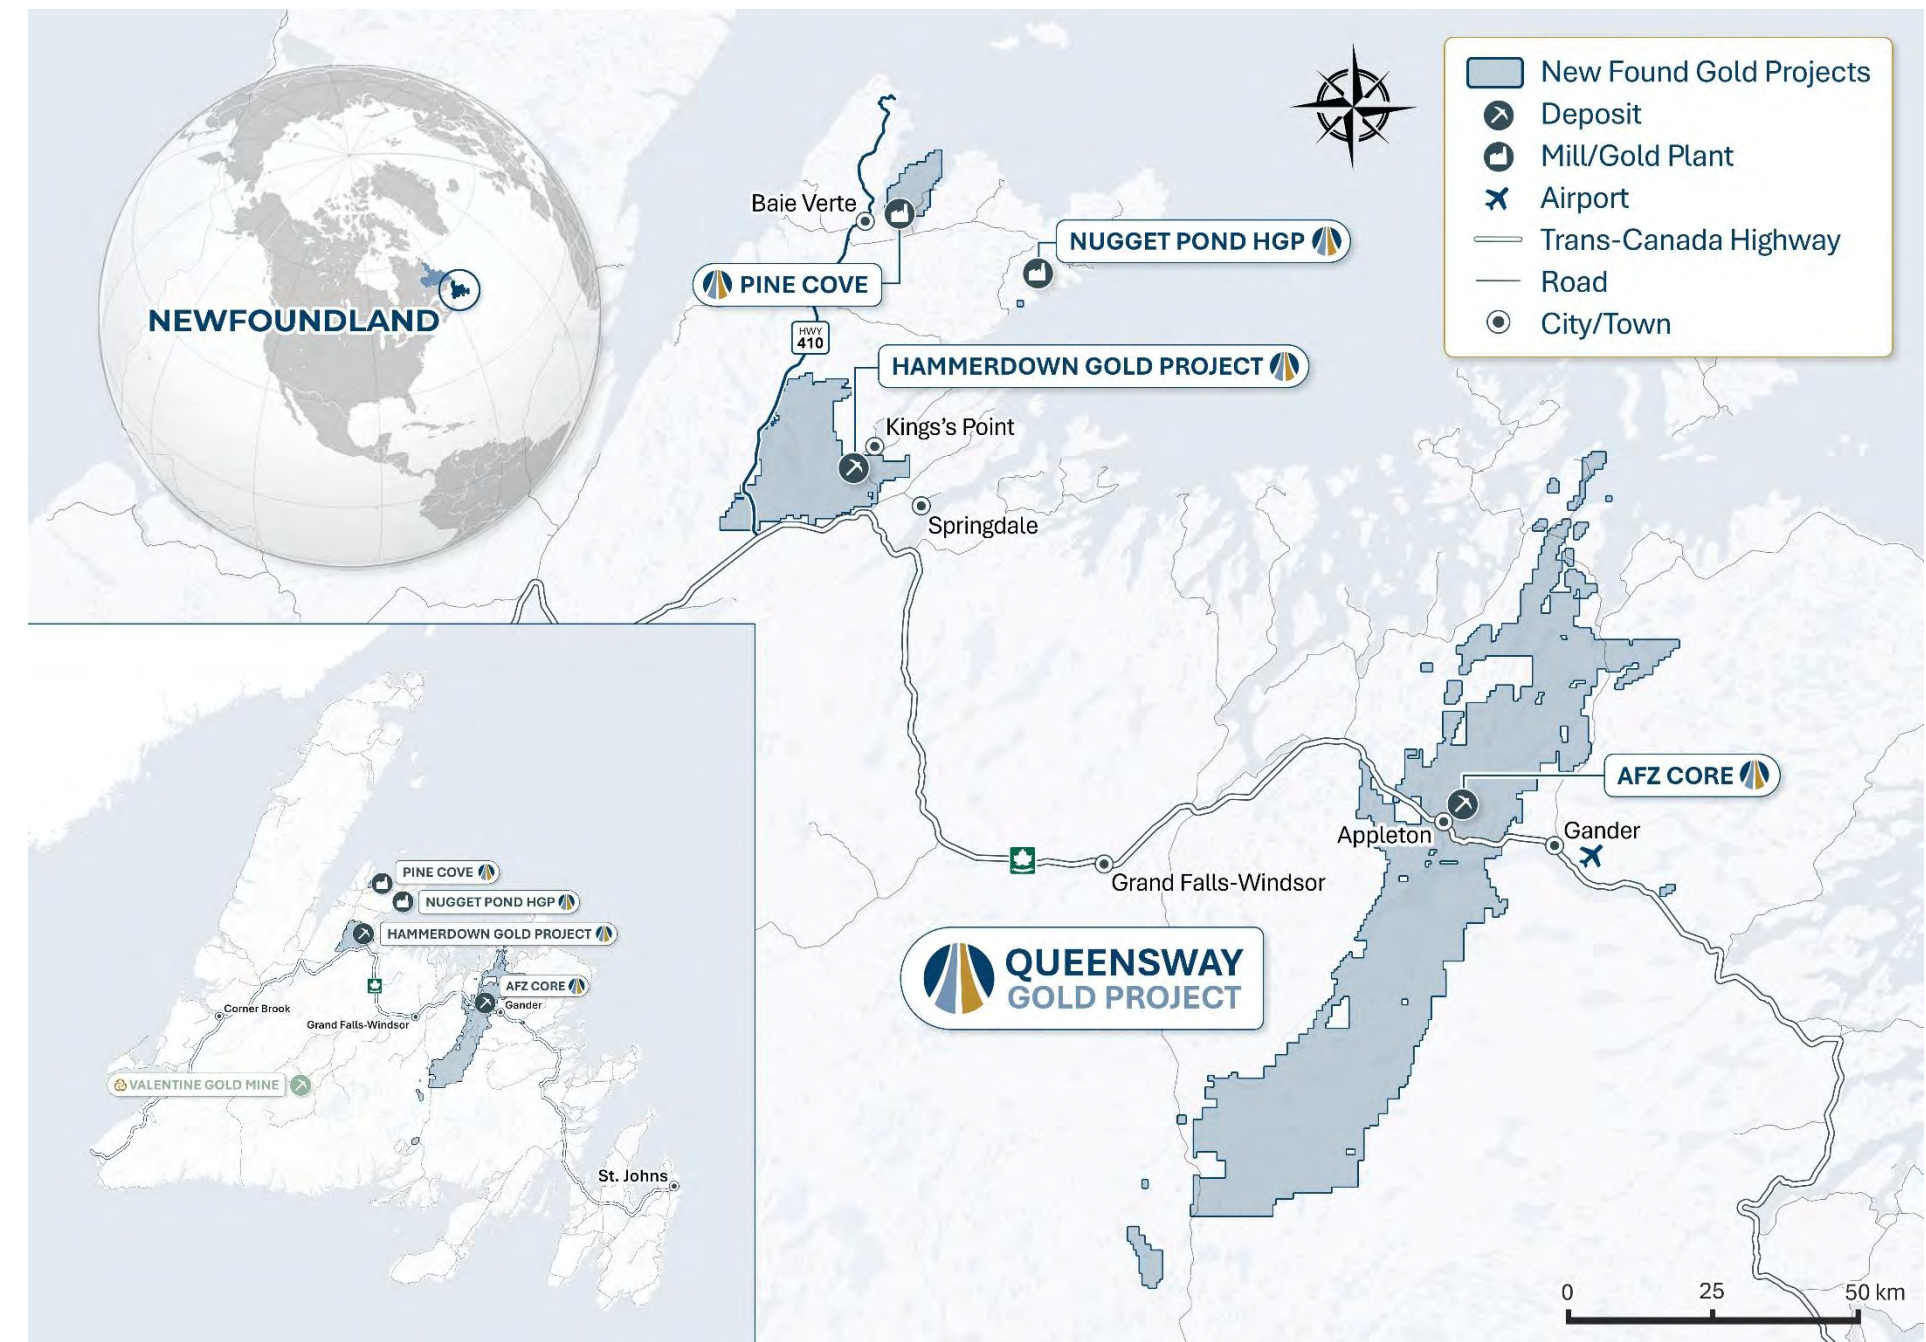 NEWFOUNDLAND
Baie Verte
PINE COVE
NUGGET POND HGP
HWY
410
HAMMERDOWN GOLD PROJECT
Kings's Point
Springdale
New Found Gold Projects
Deposit
Mill/Gold Plant
Airport
Trans-Canada Highway
Road
City/Town
AFZ CORE
Appleton
Gander
Grand Falls-Windsor
QUEENSWAY
GOLD PROJECT
PINE COVE
NUGGET POND HGP
HAMMERDOWN GOLD PROJECT
AFZ CORE
Gander
Corner Brook
Grand Falls-Windsor
VALENTINE GOLD MINE
St. Johns
0 25 50 km